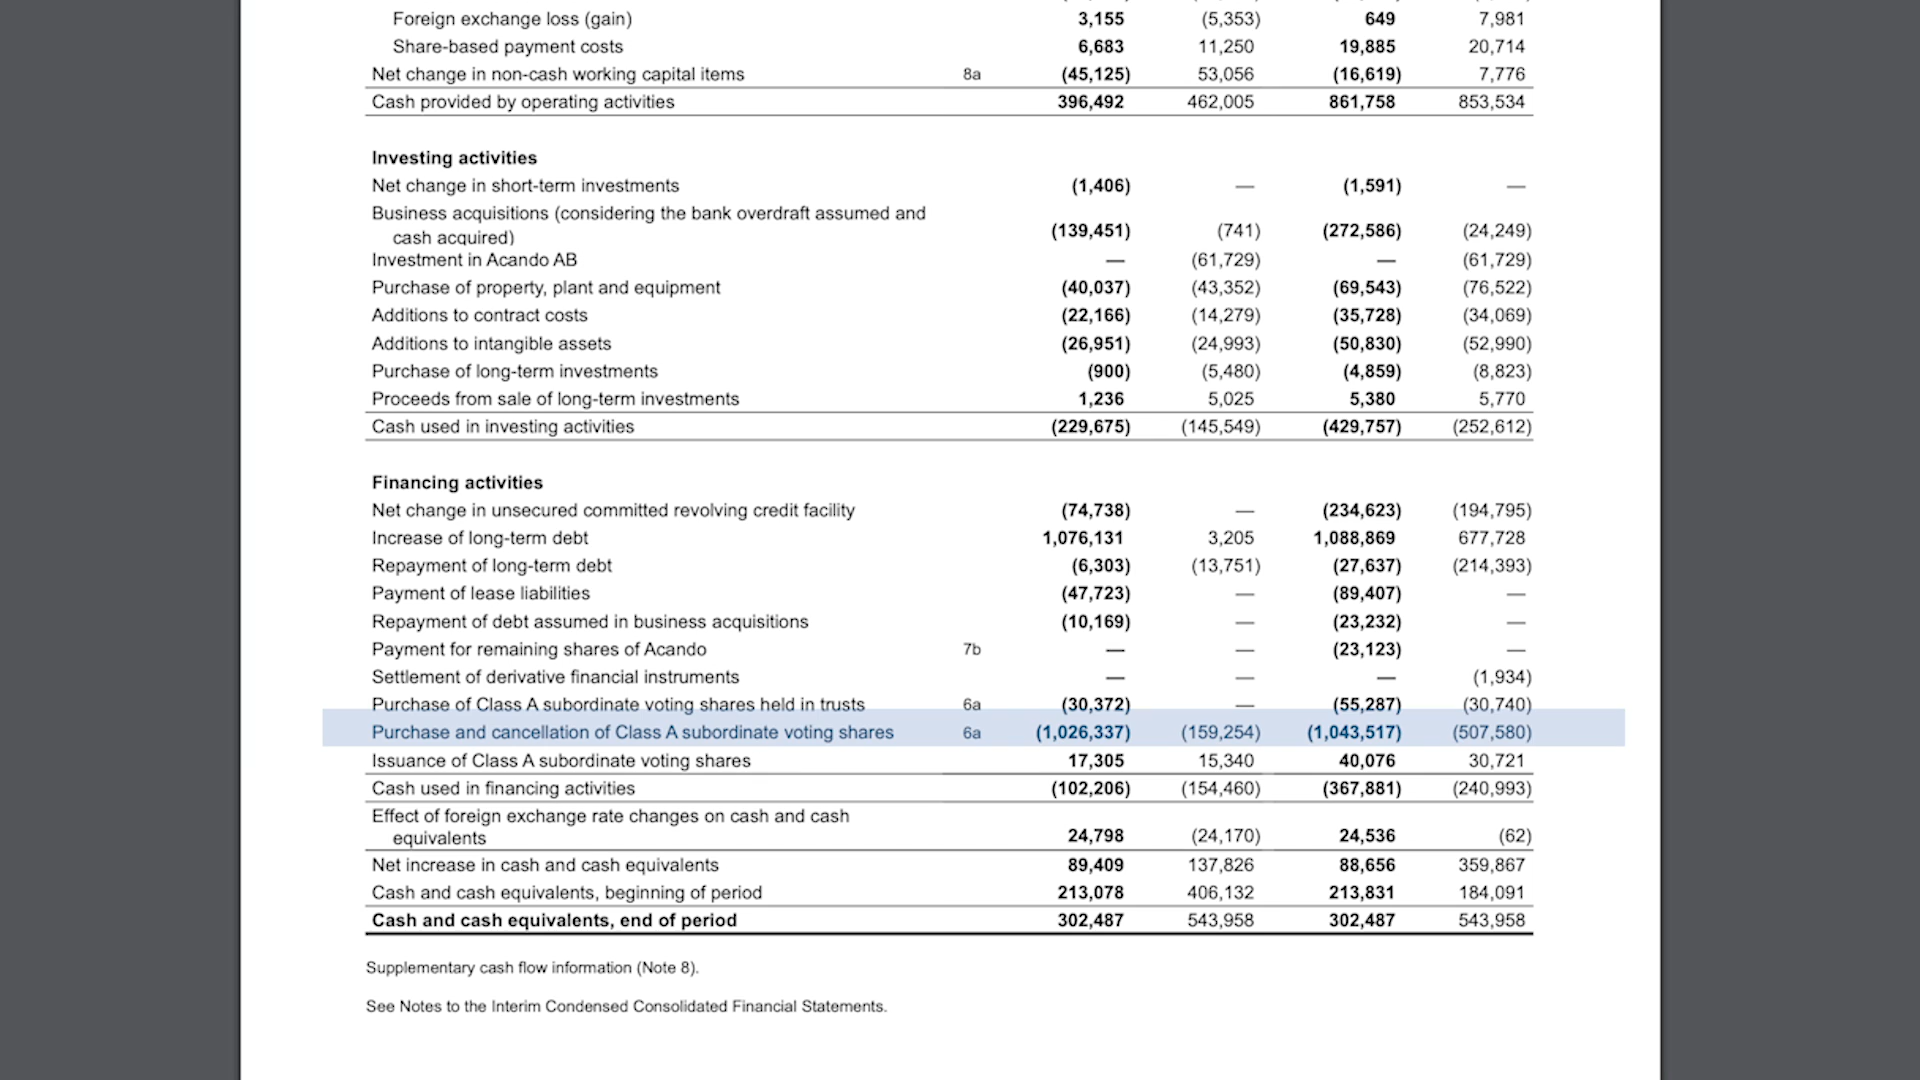 Foreign exchange loss (gain) 3,155 (5,353) 649 7,981
Share-based payment costs 6,683 11,250 19,885 20,714
Net change in non-cash working capital items 8a (45,125) 53,056 (16,619) 7,776
Cash provided by operating activities 396,492 462,005 861,758 853,534
Investing activities
Net change in short-term investments (1,406) — (1,591) —
Business acquisitions (considering the bank overdraft assumed and
cash acquired) (139,451) (741) (272,586) (24,249)
Investment in Acando AB — (61,729) — (61,729)
Purchase of property, plant and equipment (40,037) (43,352) (69,543) (76,522)
Additions to contract costs (22,166) (14,279) (35,728) (34,069)
Additions to intangible assets (26,951) (24,993) (50,830) (52,990)
Purchase of long-term investments (900) (5,480) (4,859) (8,823)
Proceeds from sale of long-term investments 1,236 5,025 5,380 5,770
Cash used in investing activities (229,675) (145,549) (429,757) (252,612)
Financing activities
Net change in unsecured committed revolving credit facility (74,738) — (234,623) (194,795)
Increase of long-term debt 1,076,131 3,205 1,088,869 677,728
Repayment of long-term debt (6,303) (13,751) (27,637) (214,393)
Payment of lease liabilities (47,723) — (89,407) —
Repayment of debt assumed in business acquisitions (10,169) — (23,232) —
Payment for remaining shares of Acando 7b — — (23,123) —
Settlement of derivative financial instruments — — — (1,934)
Purchase of Class A subordinate voting shares held in trusts 6a (30,372) — (55,287) (30,740)
Purchase and cancellation of Class A subordinate voting shares 6a (1,026,337) (159,254) (1,043,517) (507,580)
Issuance of Class A subordinate voting shares 17,305 15,340 40,076 30,721
Cash used in financing activities (102,206) (154,460) (367,881) (240,993)
Effect of foreign exchange rate changes on cash and cash
equivalents 24,798 (24,170) 24,536 (62)
Net increase in cash and cash equivalents 89,409 137,826 88,656 359,867
Cash and cash equivalents, beginning of period 213,078 406,132 213,831 184,091
Cash and cash equivalents, end of period 302,487 543,958 302,487 543,958
Supplementary cash flow information (Note 8).
See Notes to the Interim Condensed Consolidated Financial Statements.